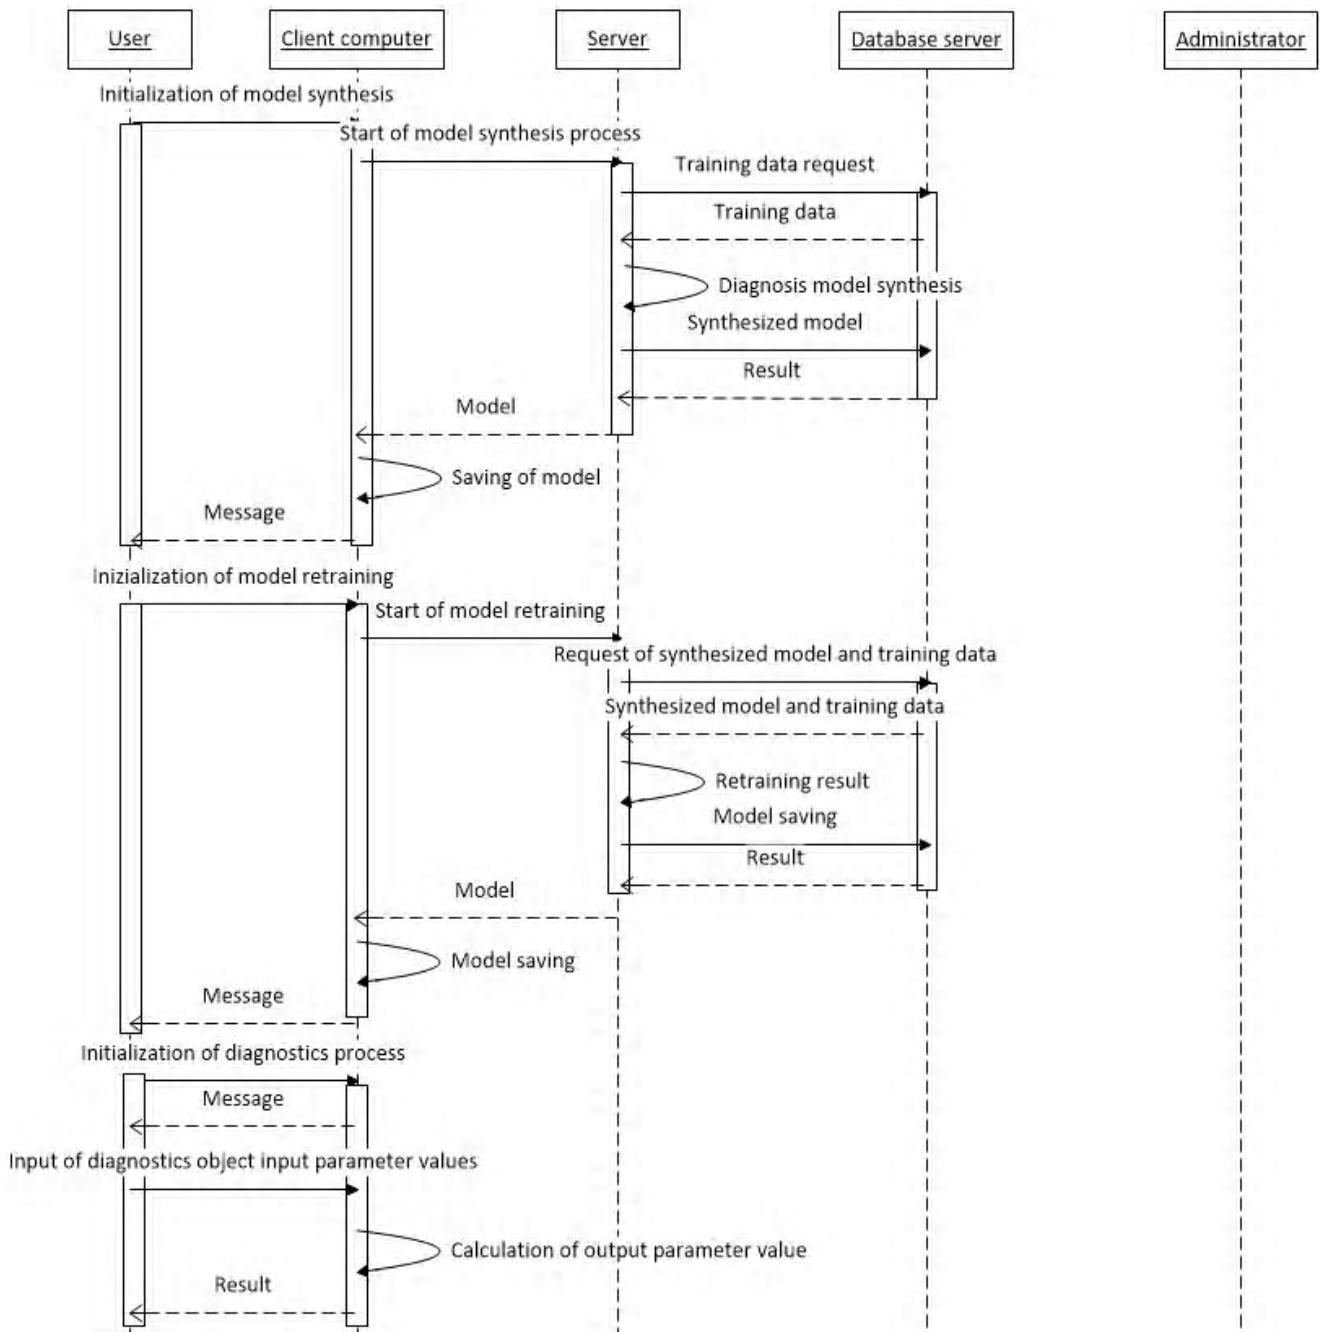 User
Client computer
Server
Database server
Administrator
Initialization of model synthesis
Start of model synthesis process
Training data request
Training data
Diagnosis model synthesis
Synthesized model
Result
Model
Saving of model
Message
Inizialization of model retraining
Start of model retraining
Request of synthesized model and training data
Synthesized model and training data
Retraining result
Model saving
Result
Model
Model saving
Message
Initialization of diagnostics process
Message
Input of diagnostics object input parameter values
Calculation of output parameter value
Result